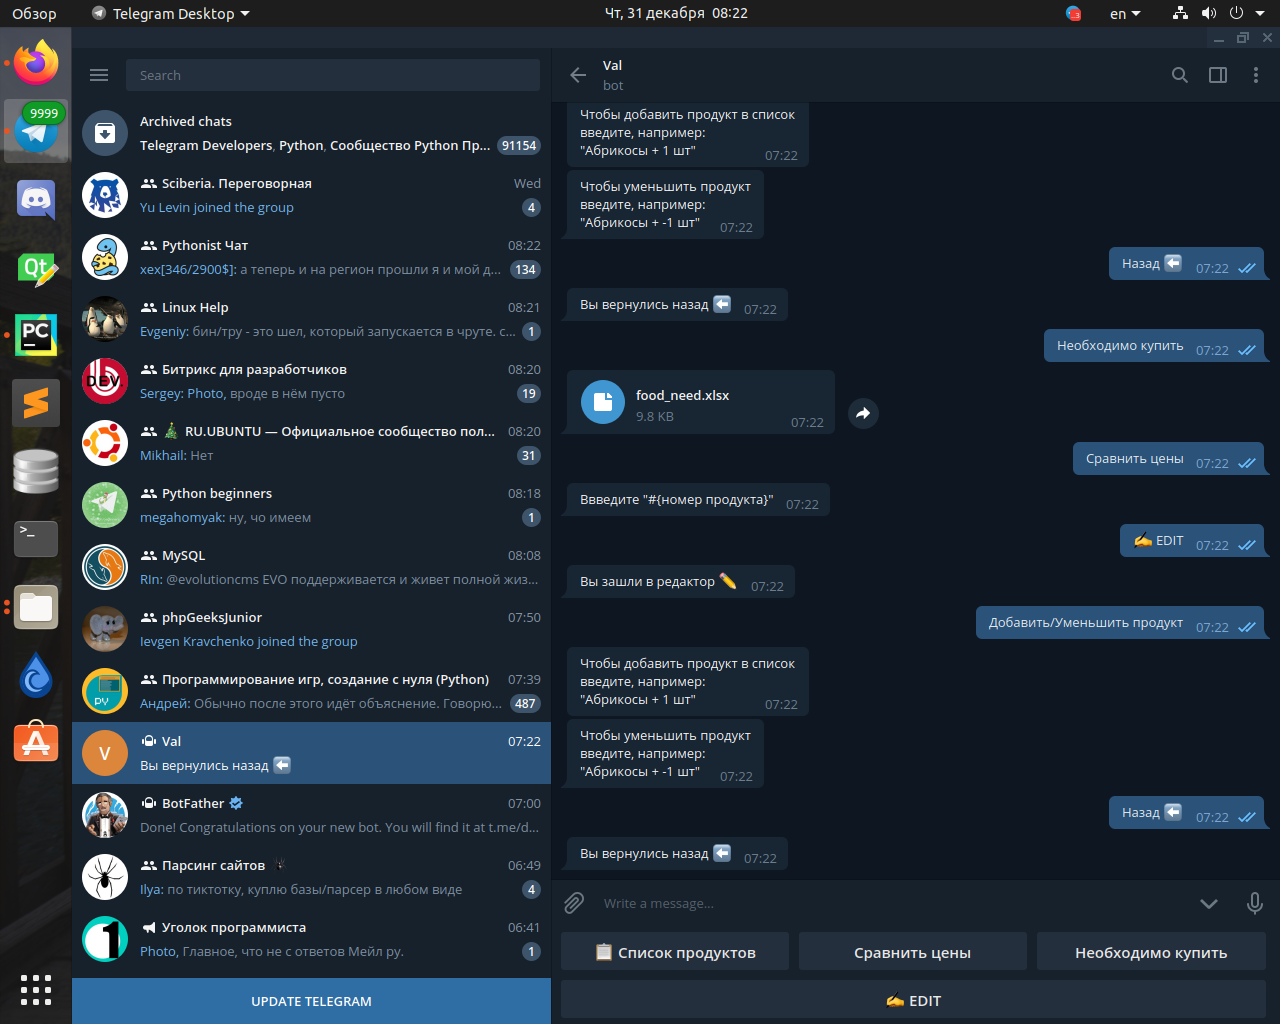 Обзор
Telegram Desktop
Чт, 31 декабря 08:22
3
en
9999
Search
Archived chats
Telegram Developers, Python, Сообщество Python Пр...
91154
Sciberia. Переговорная
Wed
Yu Levin joined the group
4
Pythonist Чат
08:22
xex[346/2900$]: а теперь и на регион прошли я и мой д...
134
Linux Help
08:21
Evgeniy: бин/тру - это шел, который запускается в чруте. с...
1
DEV
Битрикс для разработчиков
08:20
Sergey: Photo, вроде в нём пусто
19
RU.UBUNTU — Официальное сообщество пол...
08:20
Mikhail: Нет
31
Python beginners
08:18
megahomyak: ну, чо имеем
1
MySQL
08:08
RIn: @evolutioncms EVO поддерживается и живет полной жиз...
phpGeeksJunior
07:50
Ievgen Kravchenko joined the group
PY
Программирование игр, создание с нуля (Python)
07:39
Андрей: Обычно после этого идёт объяснение. Говорю...
487
V
Val
07:22
Вы вернулись назад ⬅
BotFather
07:00
Done! Congratulations on your new bot. You will find it at t.me/d...
Парсинг сайтов
06:49
Ilya: по тиктотку, куплю базы/парсер в любом виде
4
1
Уголок программиста
06:41
Photo, Главное, что не с ответов Мейл ру.
1
UPDATE TELEGRAM
Qt
PC
>_
Val
bot
Чтобы добавить продукт в список
введите, например:
"Абрикосы + 1 шт"
07:22
Чтобы уменьшить продукт
введите, например:
"Абрикосы + -1 шт"
07:22
Назад ⬅ 07:22
Вы вернулись назад ⬅ 07:22
Необходимо купить 07:22
food_need.xlsx
9.8 KB
07:22
Сравнить цены 07:22
Ввведите "#{номер продукта}" 07:22
✍ EDIT 07:22
Вы зашли в редактор ✏ 07:22
Добавить/Уменьшить продукт 07:22
Чтобы добавить продукт в список
введите, например:
"Абрикосы + 1 шт"
07:22
Чтобы уменьшить продукт
введите, например:
"Абрикосы + -1 шт"
07:22
Назад ⬅ 07:22
Вы вернулись назад ⬅ 07:22
Write a message...
📋 Список продуктов
Сравнить цены
Необходимо купить
✍ EDIT